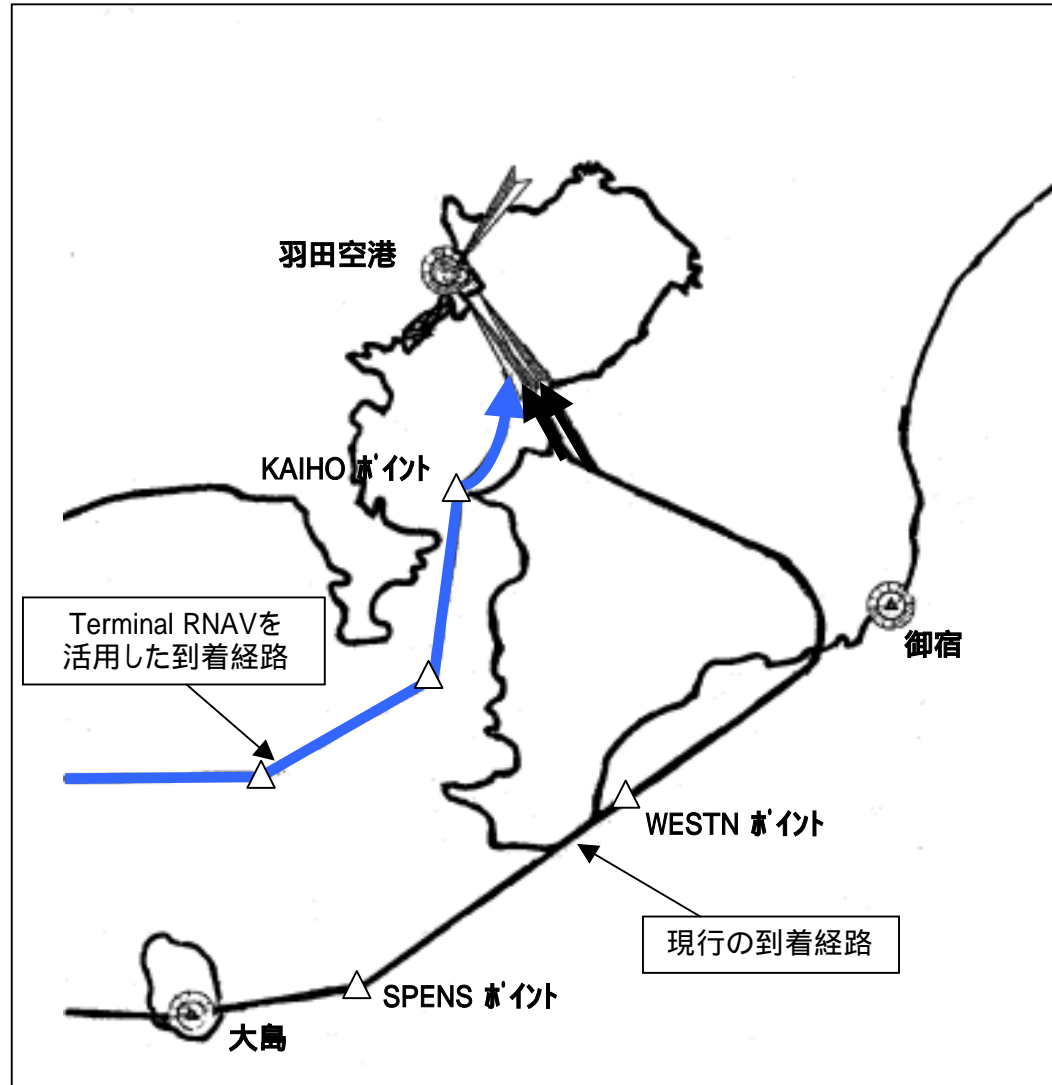 羽田空港
KAIHO ポイント
Terminal RNAVを
活用した到着経路
御宿
WESTN ポイント
現行の到着経路
SPENS ポイント
大島